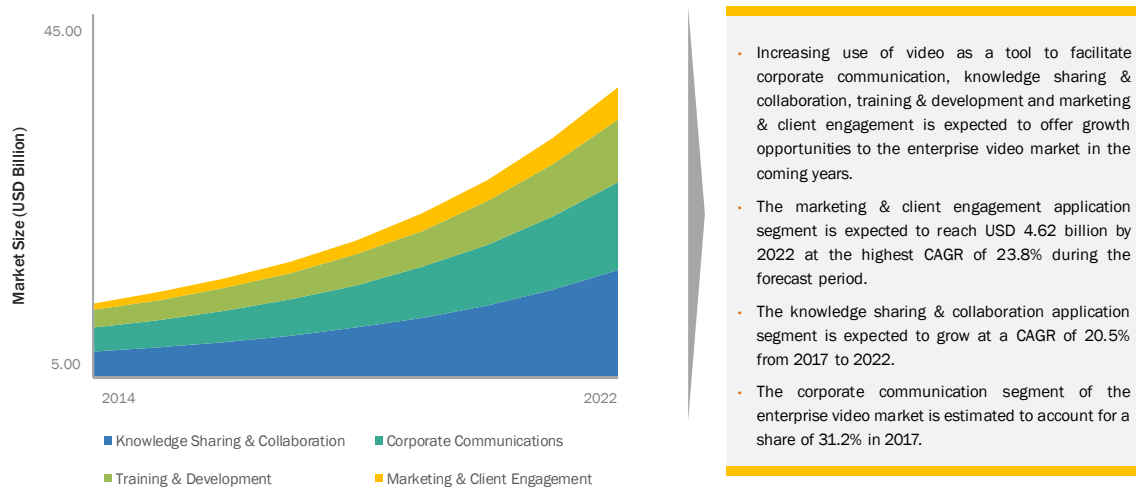 45.00
Market Size (USD Billion)
5.00
2014
2022
Knowledge Sharing & Collaboration
Corporate Communications
Training & Development
Marketing & Client Engagement
• Increasing use of video as a tool to facilitate
corporate communication, knowledge sharing &
collaboration, training & development and marketing
& client engagement is expected to offer growth
opportunities to the enterprise video market in the
coming years.
• The marketing & client engagement application
segment is expected to reach USD 4.62 billion by
2022 at the highest CAGR of 23.8% during the
forecast period.
• The knowledge sharing & collaboration application
segment is expected to grow at a CAGR of 20.5%
from 2017 to 2022.
• The corporate communication segment of the
enterprise video market is estimated to account for a
share of 31.2% in 2017.